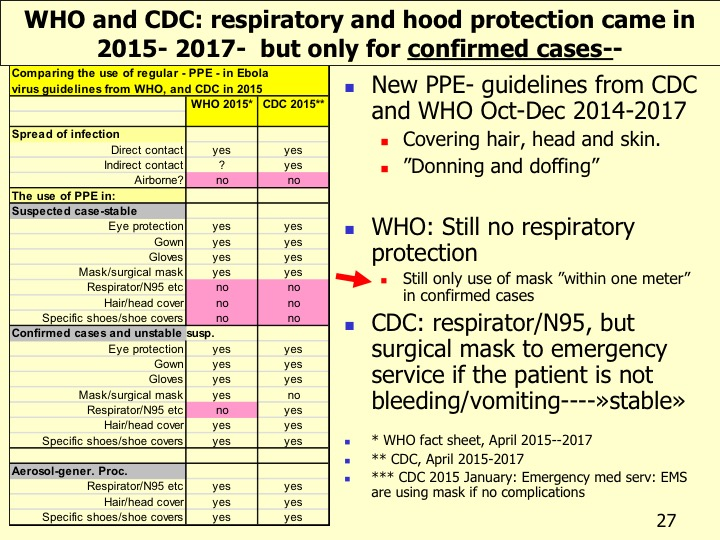 WHO and CDC: respiratory and hood protection came in
2015- 2017-  but only for confirmed cases--
Comparing the use of regular - PPE - in Ebola
virus guidelines from WHO, and CDC in 2015
WHO 2015* CDC 2015**
Spread of infection
Direct contact yes yes
Indirect contact ? yes
Airborne? no no
The use of PPE in:
Suspected case-stable
Eye protection yes yes
Gown yes yes
Gloves yes yes
Mask/surgical mask yes yes
Respirator/N95 etc no no
Hair/head cover no no
Specific shoes/shoe covers no no
Confirmed cases and unstable susp.
Eye protection yes yes
Gown yes yes
Gloves yes yes
Mask/surgical mask yes no
Respirator/N95 etc no yes
Hair/head cover yes yes
Specific shoes/shoe covers yes yes
Aerosol-gener. Proc.
Respirator/N95 etc yes yes
Hair/head cover yes yes
Specific shoes/shoe covers yes yes
New PPE- guidelines from CDC
and WHO Oct-Dec 2014-2017
Covering hair, head and skin.
”Donning and doffing”
WHO: Still no respiratory
protection
Still only use of mask ”within one meter”
in confirmed cases
CDC: respirator/N95, but
surgical mask to emergency
service if the patient is not
bleeding/vomiting----»stable»
* WHO fact sheet, April 2015--2017
** CDC, April 2015-2017
*** CDC 2015 January: Emergency med serv: EMS
are using mask if no complications
27